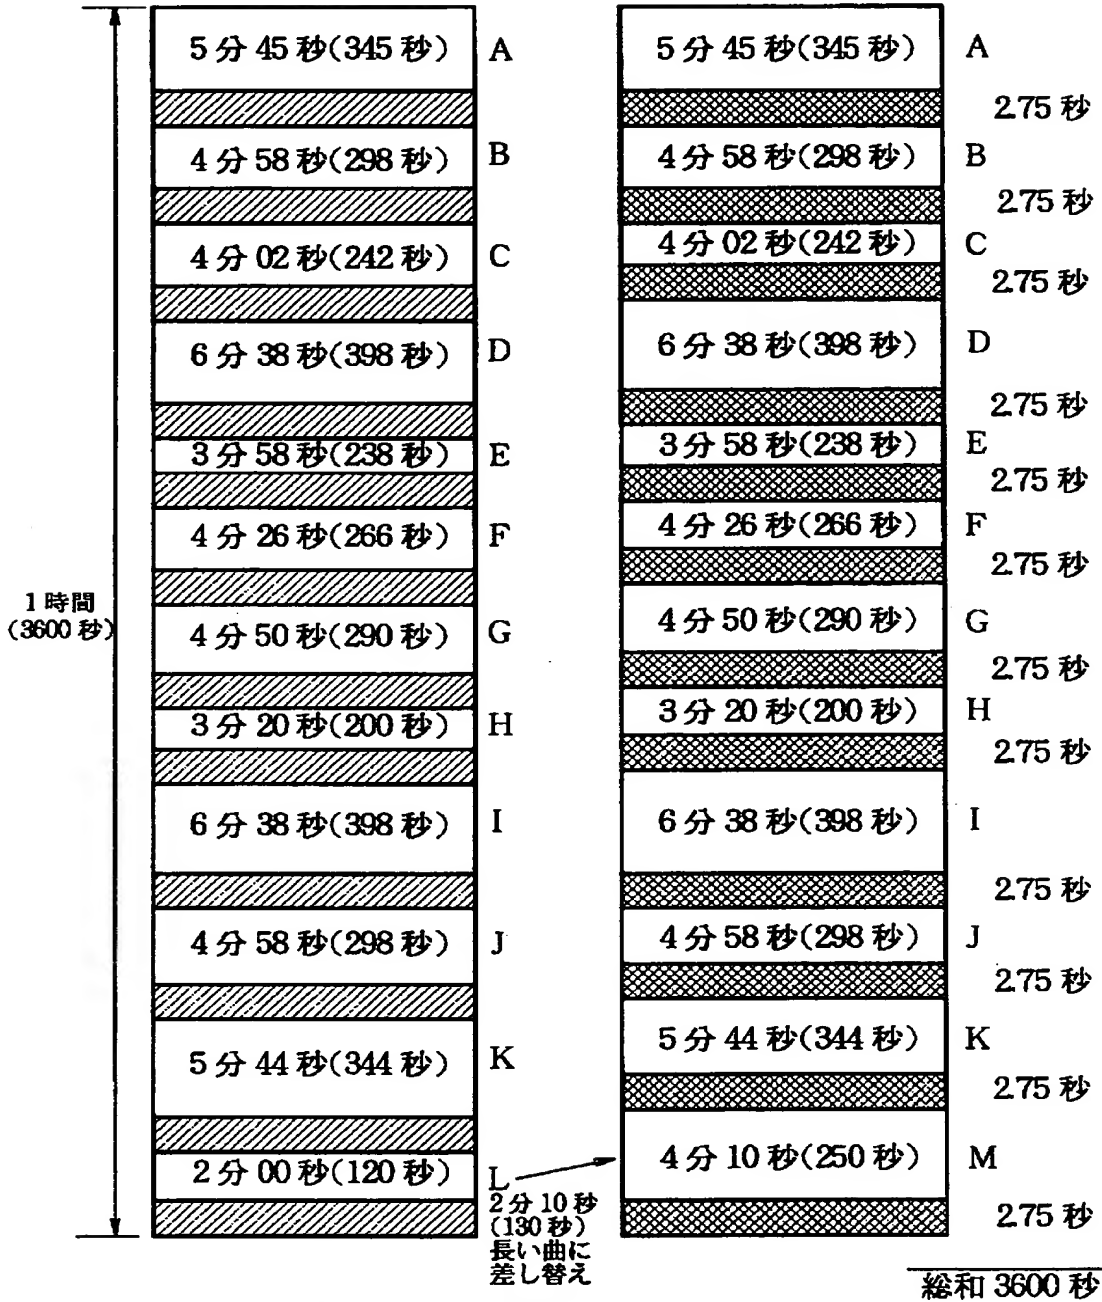 1時間
(3600秒)
5分45秒(345秒) A
4分58秒(298秒) B
4分02秒(242秒) C
6分38秒(398秒) D
3分58秒(238秒) E
4分26秒(266秒) F
4分50秒(290秒) G
3分20秒(200秒) H
6分38秒(398秒) I
4分58秒(298秒) J
5分44秒(344秒) K
2分00秒(120秒) L
2分10秒
(130秒)
長い曲に
差し替え
5分45秒(345秒) A
2.75秒
4分58秒(298秒) B
2.75秒
4分02秒(242秒) C
2.75秒
6分38秒(398秒) D
2.75秒
3分58秒(238秒) E
2.75秒
4分26秒(266秒) F
2.75秒
4分50秒(290秒) G
2.75秒
3分20秒(200秒) H
2.75秒
6分38秒(398秒) I
2.75秒
4分58秒(298秒) J
2.75秒
5分44秒(344秒) K
2.75秒
4分10秒(250秒) M
2.75秒
総和3600秒